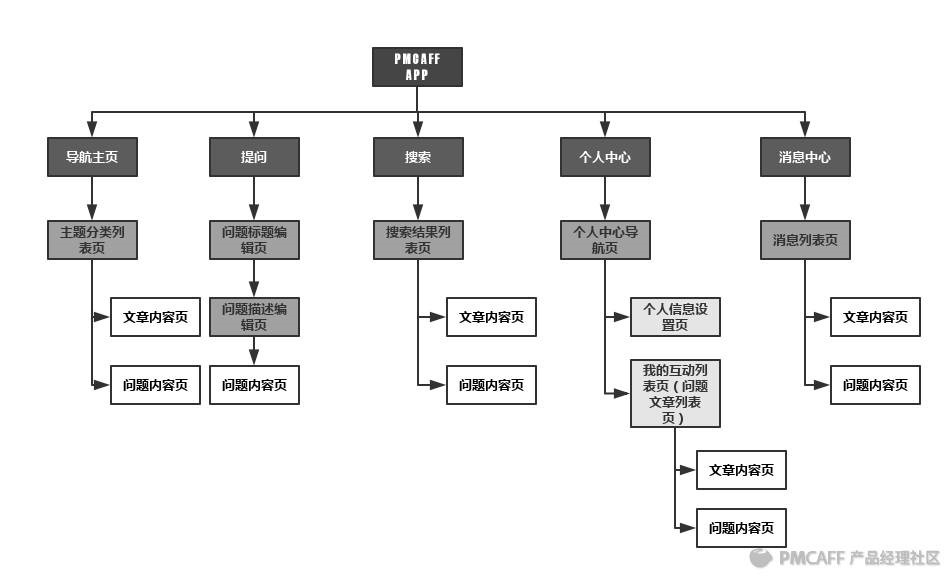 PMCAFF
APP
导航主页
提问
搜索
个人中心
消息中心
主题分类列
表页
问题标题编
辑页
搜索结果列
表页
个人中心导
航页
消息列表页
文章内容页
问题描述编
辑页
文章内容页
个人信息设
置页
文章内容页
问题内容页
问题内容页
问题内容页
我的互动列
表页（问题
文章列表
页）
问题内容页
文章内容页
问题内容页
PMCAFF 产品经理社区